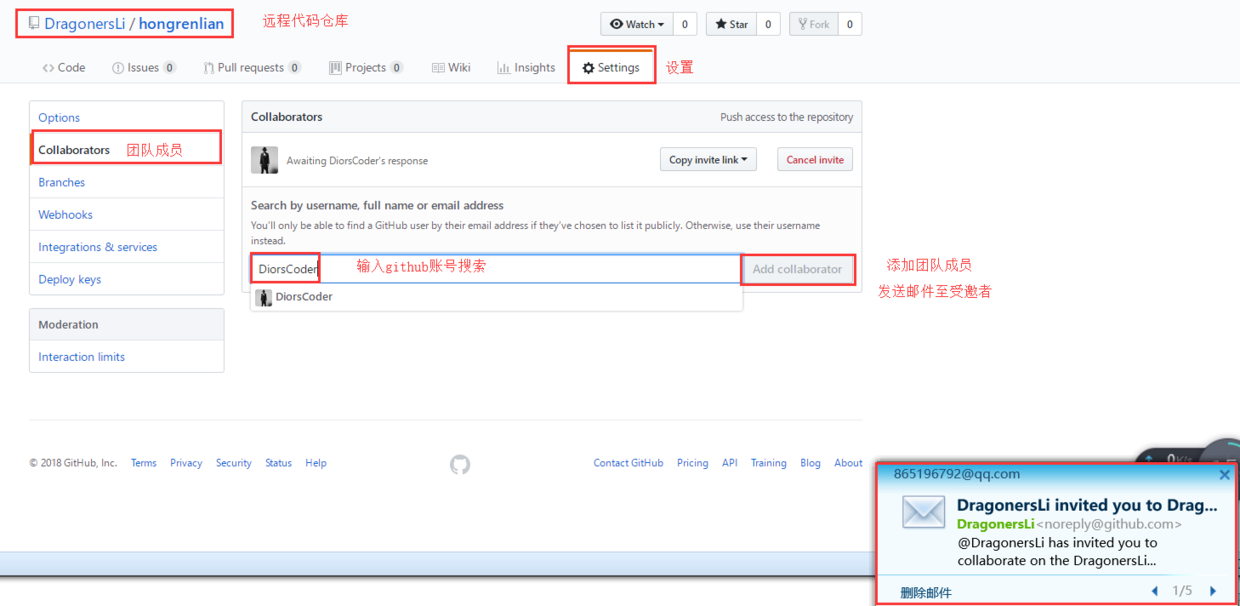 DragonersLi / hongrenlian 远程代码仓库 Watch 0 Star 0 Fork 0
Code Issues 0 Pull requests 0 Projects 0 Wiki Insights Settings 设置
Options
Collaborators 团队成员
Branches
Webhooks
Integrations & services
Deploy keys
Moderation
Interaction limits
Collaborators Push access to the repository
Awaiting DiorsCoder's response Copy invite link Cancel invite
Search by username, full name or email address
You'll only be able to find a GitHub user by their email address if they've chosen to list it publicly. Otherwise, use their username
instead.
DiorsCoder 输入github账号搜索 Add collaborator
DiorsCoder
添加团队成员
发送邮件至受邀者
© 2018 GitHub, Inc. Terms Privacy Security Status Help Contact GitHub Pricing API Training Blog About
865196792@qq.com
DragonersLi invited you to Drag...
DragonersLi<noreply@github.com>
@DragonersLi has invited you to
collaborate on the DragonersLi...
删除邮件 1/5